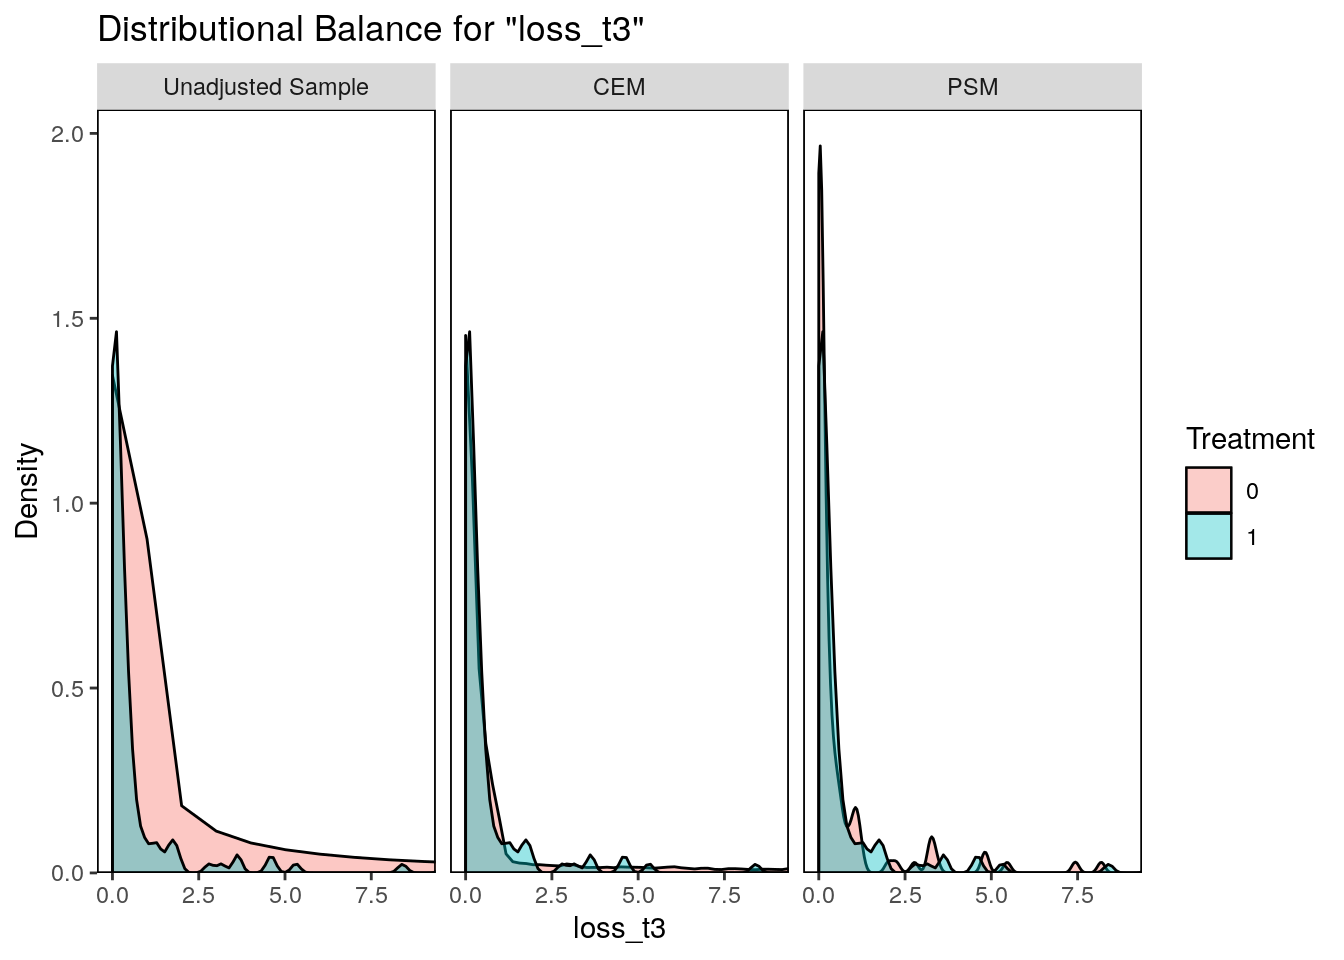 Distributional Balance for "loss_t3"
Unadjusted Sample
CEM
PSM
Density
2.0
1.5
1.0
0.5
0.0
0.0 2.5 5.0 7.5
0.0 2.5 5.0 7.5
0.0 2.5 5.0 7.5
loss_t3
Treatment
0
1